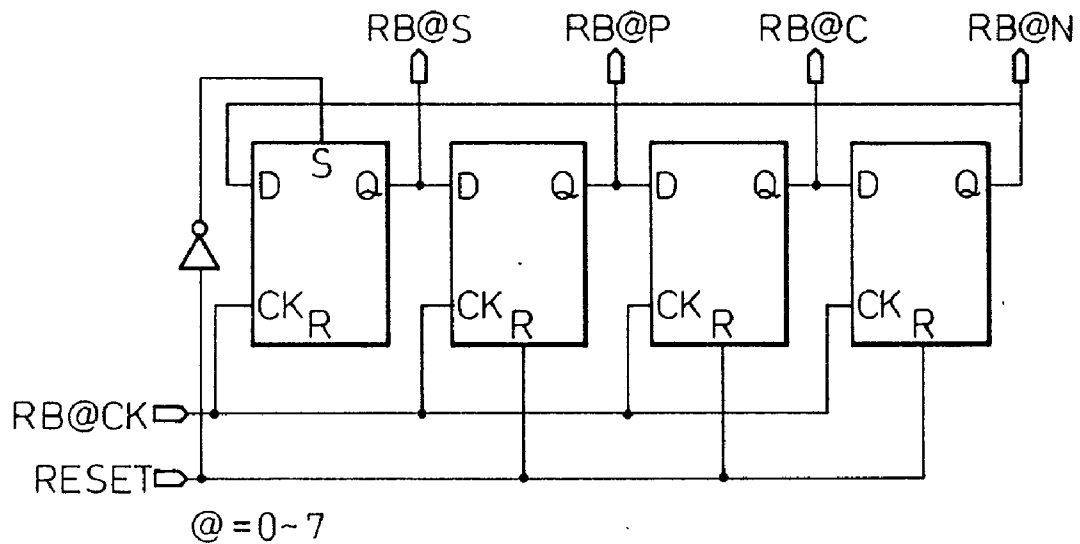 RB@S RB@P RB@C RB@N
S
D Q D Q D Q D Q
CK CK CK CK
R R R R
RB@CK
RESET
@=0~7